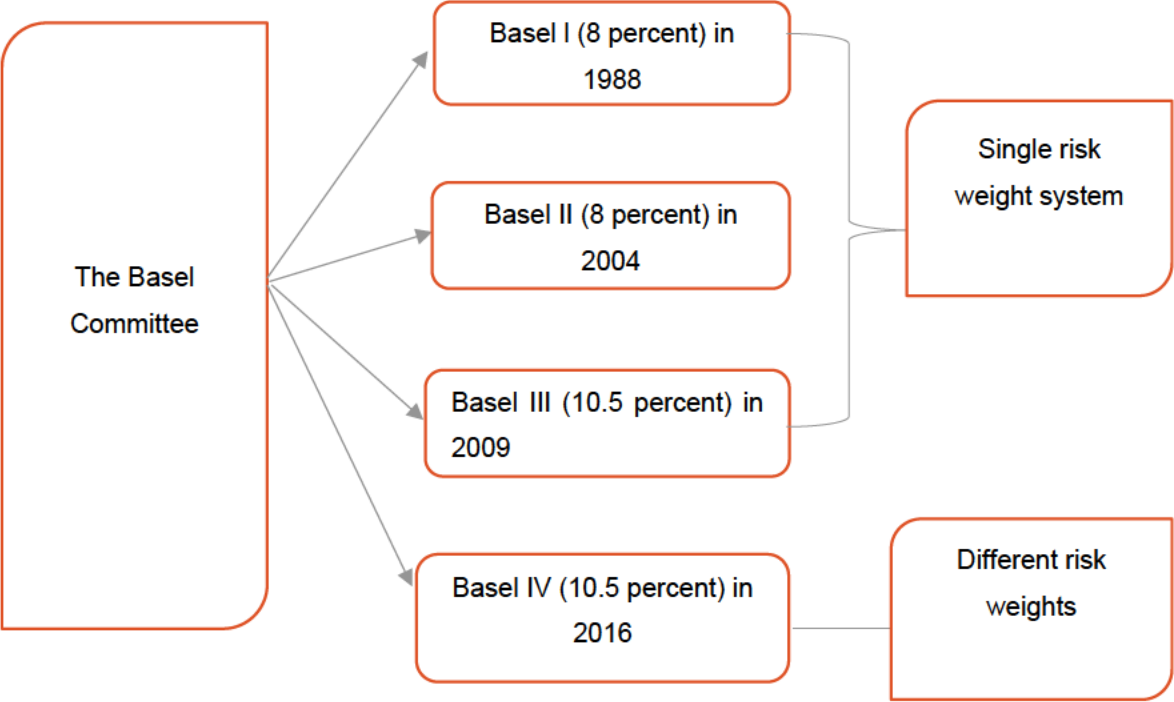 The Basel
Committee
Basel I (8 percent) in
1988
Basel II (8 percent) in
2004
Basel III (10.5 percent) in
2009
Basel IV (10.5 percent) in
2016
Single risk
weight system
Different risk
weights